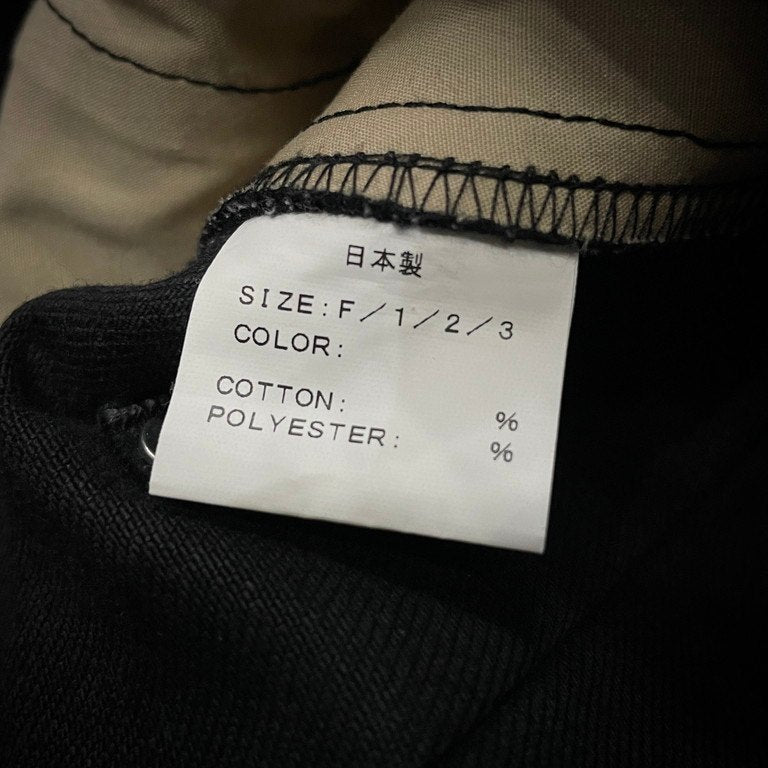 日本製
SIZE:F／1／2／3
COLOR:
COTTON: %
POLYESTER: %